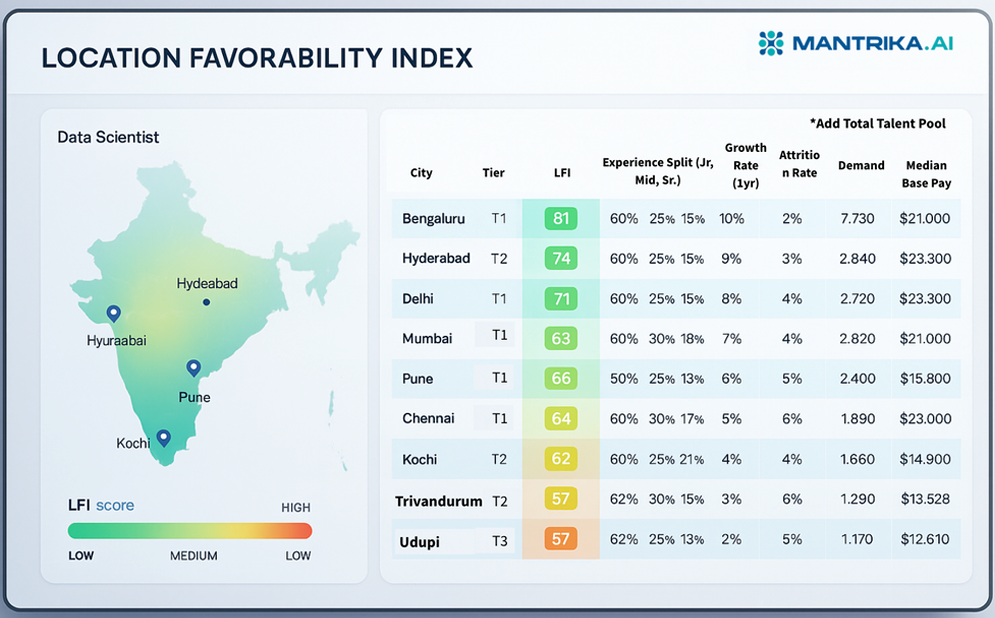 LOCATION FAVORABILITY INDEX
MANTRIKA.AI
Data Scientist
Hydeabad
Hyuraabai
Pune
Kochi
LFI score
HIGH
LOW MEDIUM LOW
*Add Total Talent Pool
City Tier LFI Experience Split (Jr, Mid, Sr.) Growth Rate (1yr) Attritio n Rate Demand Median Base Pay
Bengaluru T1 81 60% 25% 15% 10% 2% 7.730 $21.000
Hyderabad T2 74 60% 25% 15% 9% 3% 2.840 $23.300
Delhi T1 71 60% 25% 15% 8% 4% 2.720 $23.300
Mumbai T1 63 60% 30% 18% 7% 4% 2.820 $21.000
Pune T1 66 50% 25% 13% 6% 5% 2.400 $15.800
Chennai T1 64 60% 30% 17% 5% 6% 1.890 $23.000
Kochi T2 62 60% 25% 21% 4% 4% 1.660 $14.900
Trivandurum T2 57 62% 30% 15% 3% 6% 1.290 $13.528
Udupi T3 57 62% 25% 13% 2% 5% 1.170 $12.610